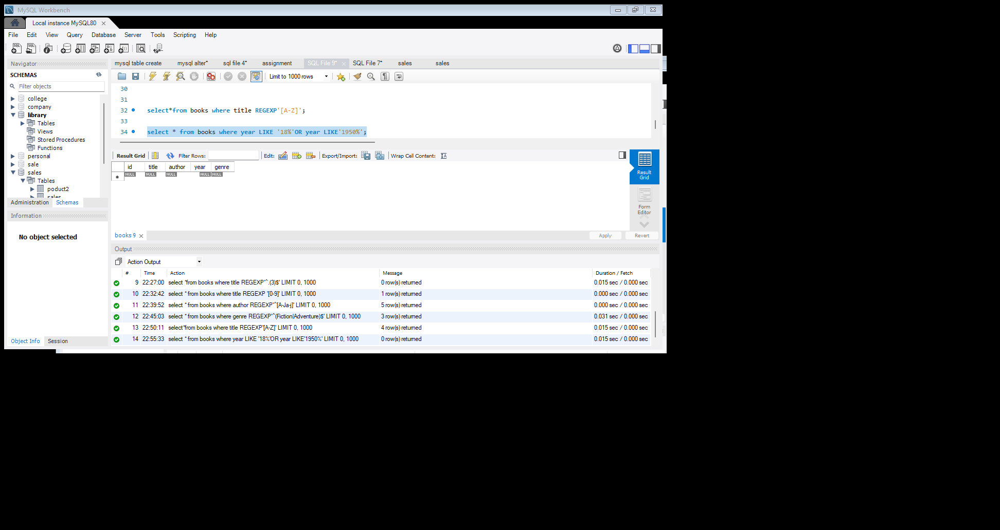 MySQL Workbench
Local instance MySQL80
File Edit View Query Database Server Tools Scripting Help
Navigator
SCHEMAS
Filter objects
college
company
library
Tables
Views
Stored Procedures
Functions
personal
sale
sales
Tables
poduct2
sales
Administration Schemas
Information
No object selected
Object Info Session
mysql table create mysql alter* sql file 4* assignment SQL File 9* SQL File 7* sales sales
Limit to 1000 rows
30
31
32 select*from books where title REGEXP'[A-Z]';
33
34 select * from books where year LIKE '18%'OR year LIKE'1950%';
Result Grid Filter Rows: Edit: Export/Import: Wrap Cell Content:
id title author year genre
NULL NULL NULL NULL NULL
Result Grid
Form Editor
books 9
Apply Revert
Output
Action Output
# Time Action Message Duration / Fetch
9 22:27:00 select *from books where title REGEXP'^.(3)$' LIMIT 0, 1000 0 row(s) returned 0.015 sec / 0.000 sec
10 22:32:42 select * from books where title REGEXP '[0-9]' LIMIT 0, 1000 1 row(s) returned 0.000 sec / 0.000 sec
11 22:39:52 select * from books where author REGEXP'^[A-Ja-j]' LIMIT 0, 1000 5 row(s) returned 0.000 sec / 0.000 sec
12 22:45:03 select * from books where genre REGEXP'^(Fiction|Adventure)$' LIMIT 0, 1000 3 row(s) returned 0.031 sec / 0.000 sec
13 22:50:11 select*from books where title REGEXP'[A-Z]' LIMIT 0, 1000 4 row(s) returned 0.015 sec / 0.000 sec
14 22:55:33 select * from books where year LIKE '18%'OR year LIKE'1950%' LIMIT 0, 1000 0 row(s) returned 0.015 sec / 0.000 sec